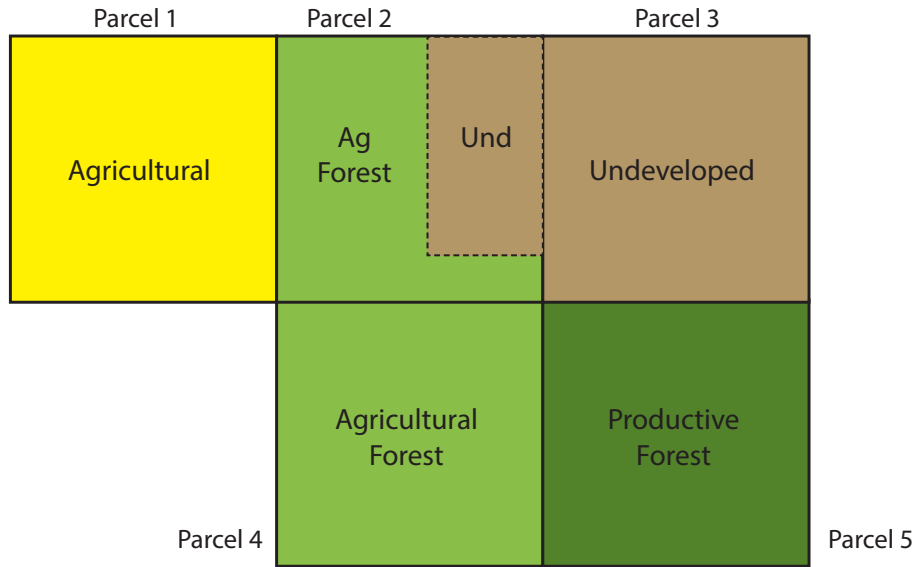 Parcel 1
Parcel 2
Parcel 3
Agricultural
Ag
Forest
Und
Undeveloped
Agricultural
Forest
Productive
Forest
Parcel 4
Parcel 5